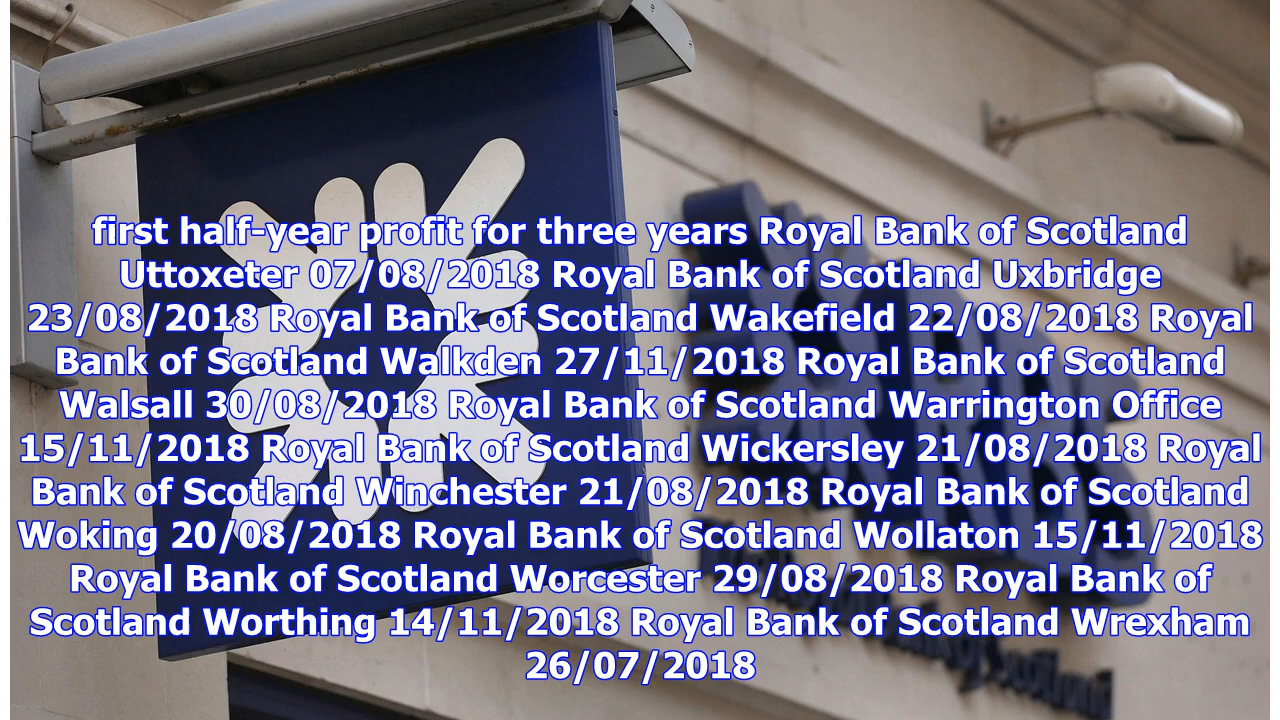 first half-year profit for three years Royal Bank of Scotland
Uttoxeter 07/08/2018 Royal Bank of Scotland Uxbridge
23/08/2018 Royal Bank of Scotland Wakefield 22/08/2018 Royal
Bank of Scotland Walkden 27/11/2018 Royal Bank of Scotland
Walsall 30/08/2018 Royal Bank of Scotland Warrington Office
15/11/2018 Royal Bank of Scotland Wickersley 21/08/2018 Royal
Bank of Scotland Winchester 21/08/2018 Royal Bank of Scotland
Woking 20/08/2018 Royal Bank of Scotland Wollaton 15/11/2018
Royal Bank of Scotland Worcester 29/08/2018 Royal Bank of
Scotland Worthing 14/11/2018 Royal Bank of Scotland Wrexham
26/07/2018